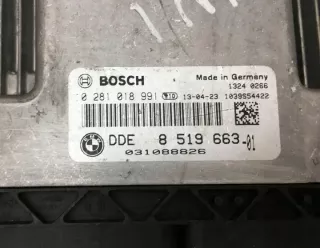 BOSCH
Made in Germany
1324 0266
0 281 018 991
13-04-23 1039S54422
DDE 8 519 663-01
031088826